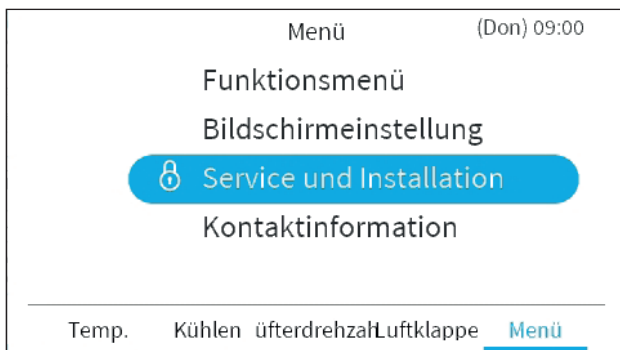 Menü (Don) 09:00
Funktionsmenü
Bildschirmeinstellung
Service und Installation
Kontaktinformation
Temp. Kühlen üfterdrehzahLuftklappe Menü